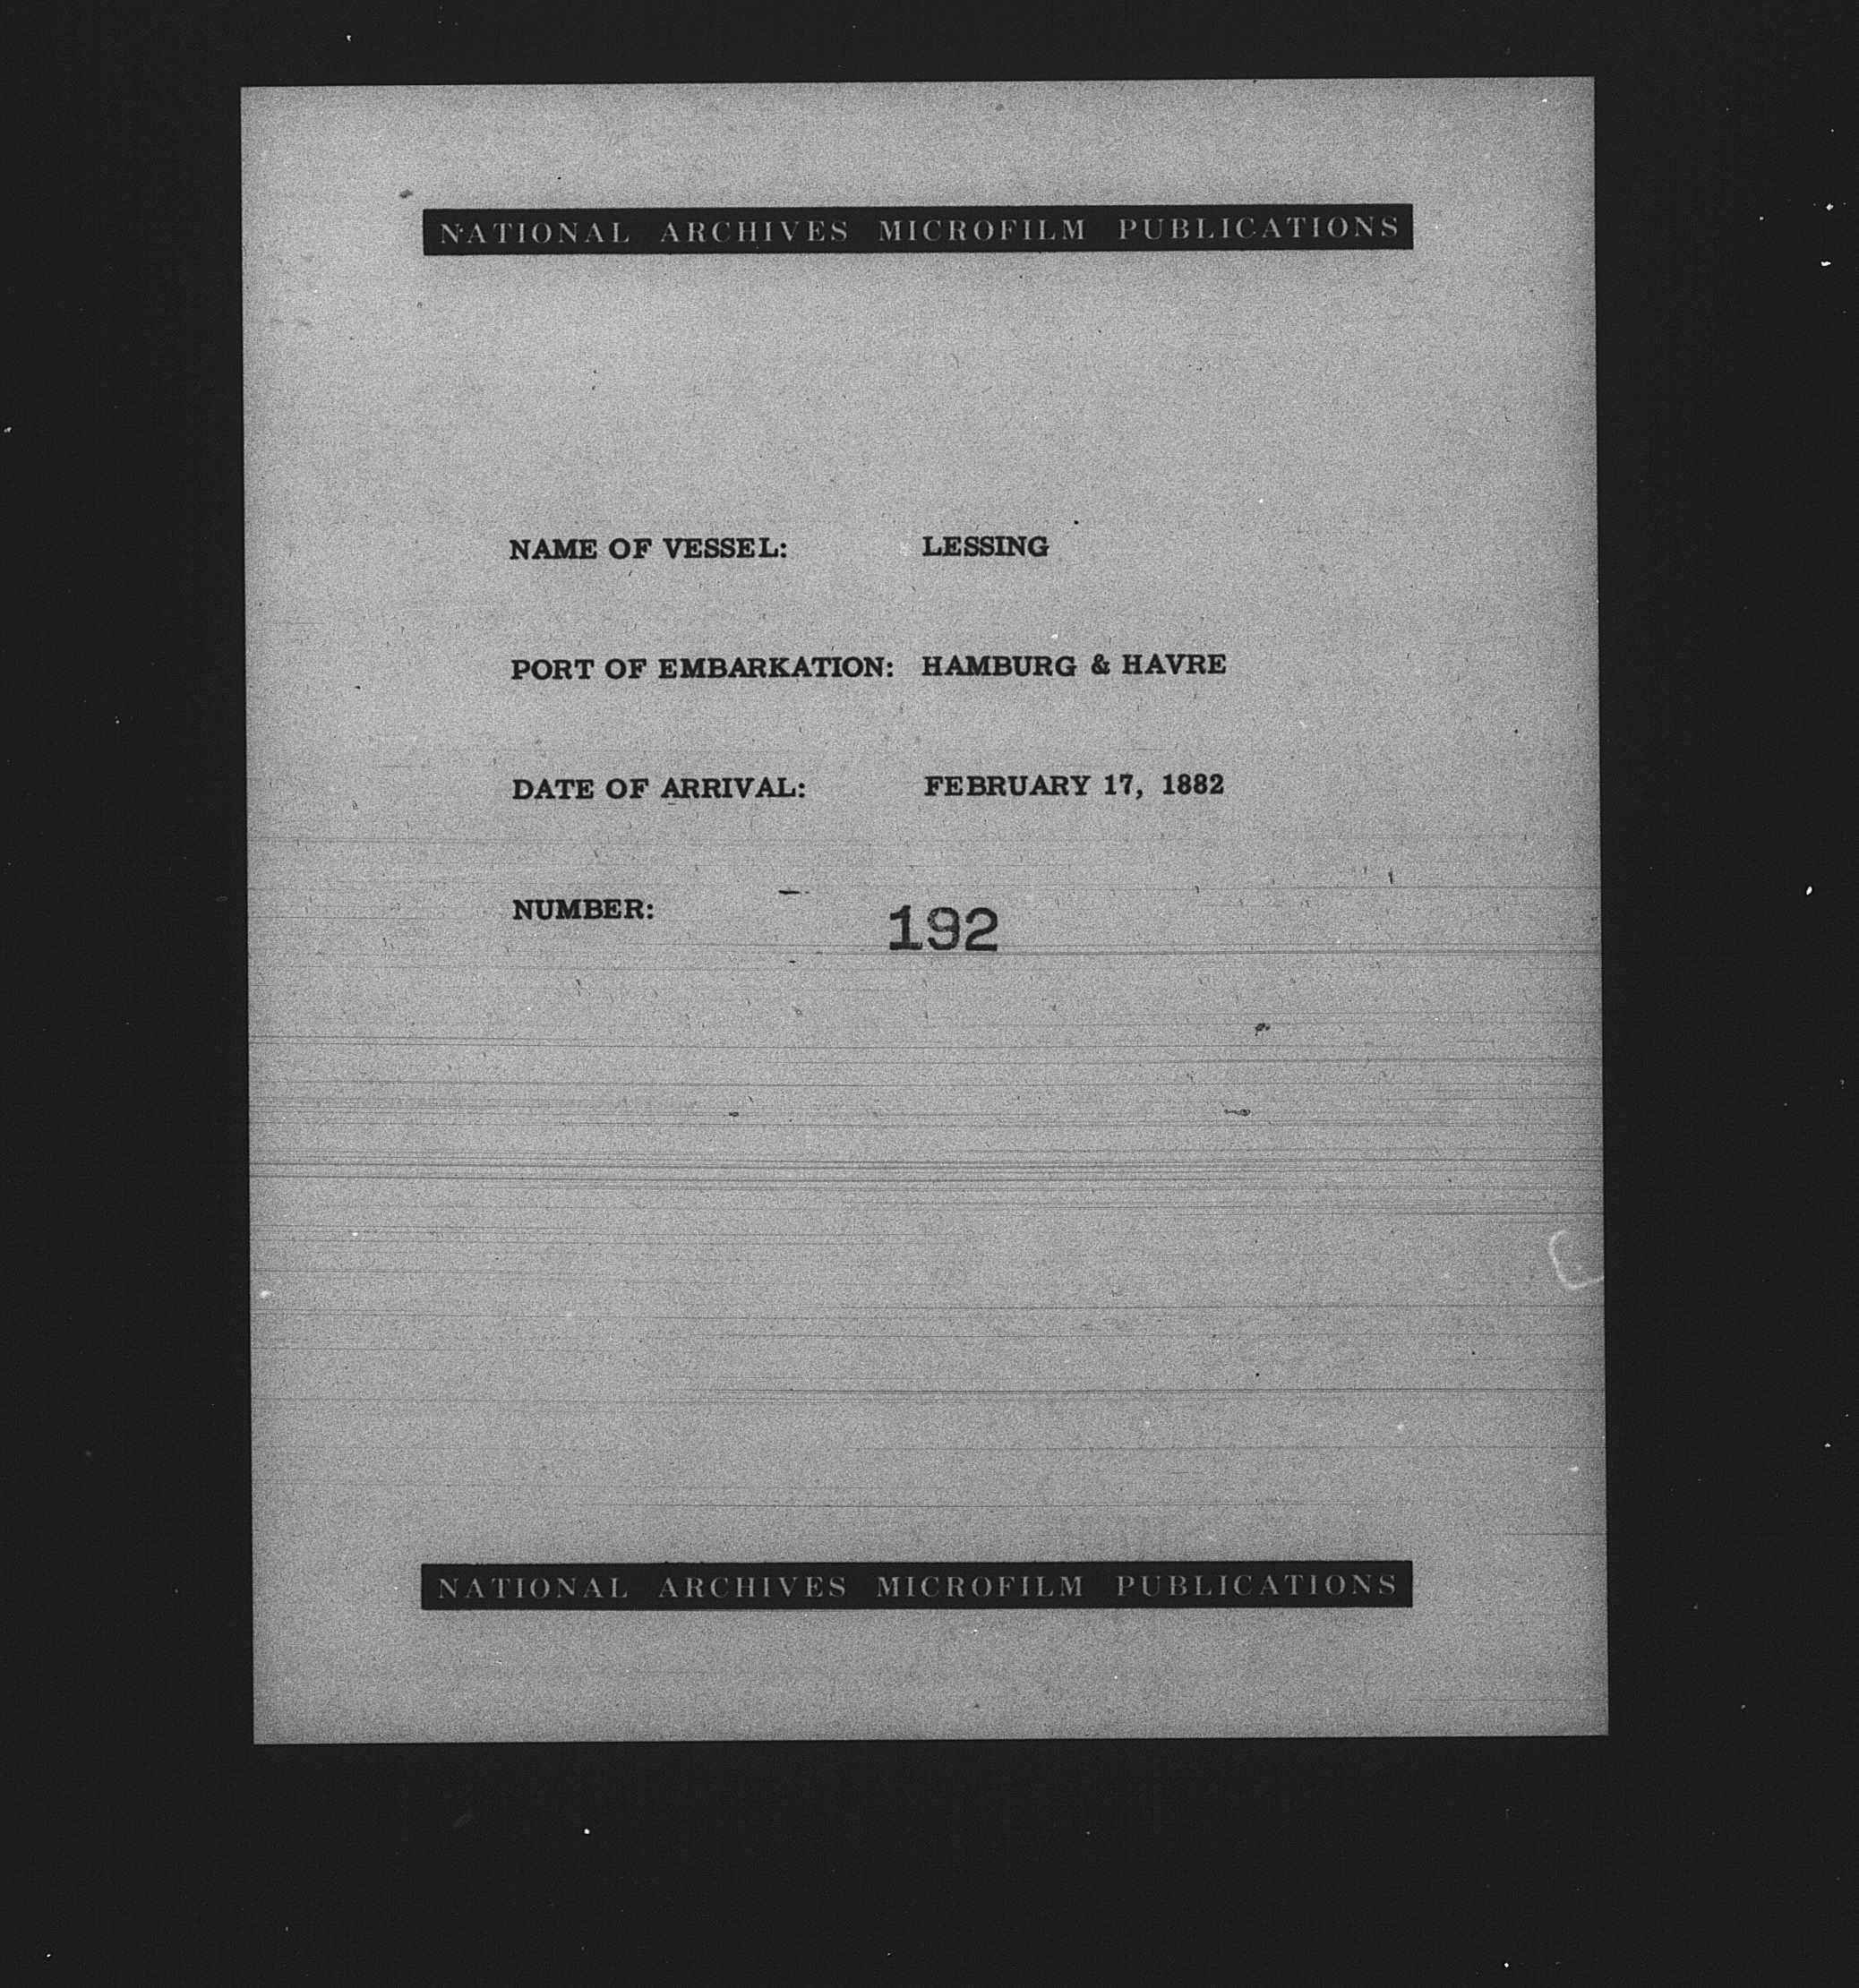 NATIONAL ARCHIVES MICROFILM PUBLICATIONS
NAME OF VESSEL: LESSING
PORT OF EMBARKATION: HAMBURG & HAVRE
DATE OF ARRIVAL: FEBRUARY 17, 1882
NUMBER: 192
NATIONAL ARCHIVES MICROFILM PUBLICATIONS